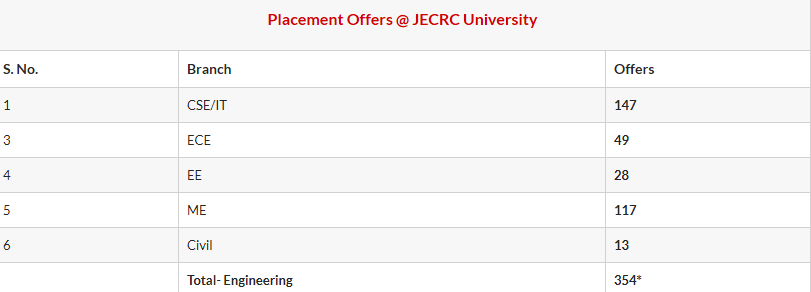 Placement Offers @ JECRC University
S. No. Branch Offers
1 CSE/IT 147
3 ECE 49
4 EE 28
5 ME 117
6 Civil 13
Total- Engineering 354*